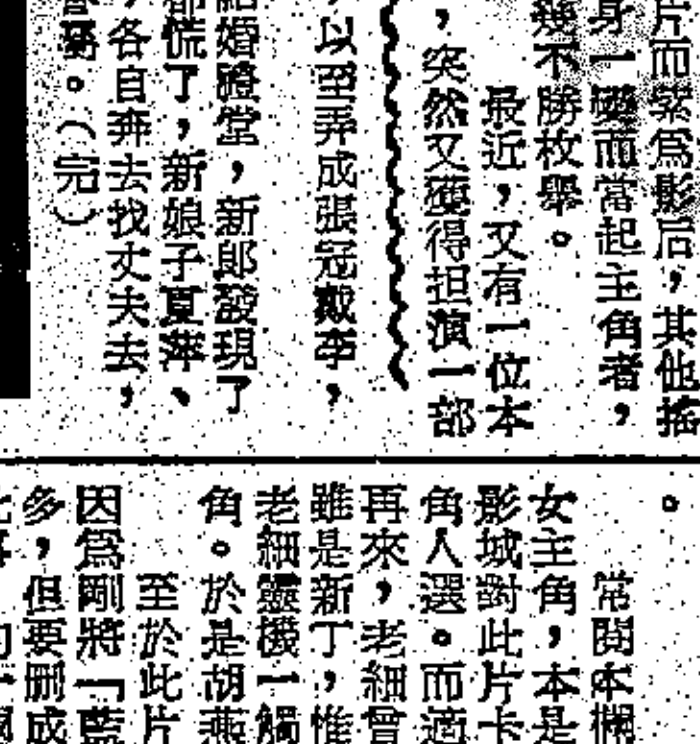 片而榮爲影后，其他搖
身一變而當起主角者，
幾不勝枚舉。
最近，又有一位本
，突然又獲得担演一部
，以至弄成張冠戴李，
結婚證堂，新郎發現了
都慌了，新娘子夏萍、
，各自奔去找丈夫去，
。（完）
。
常閱本欄
女主角，本是
影城對此片卡
角人選。而適
再來，老細曾
雖是新丁，惟
老細靈機一觸
角。於是胡燕
至於此片
因爲剛將「藍
多，但要删成